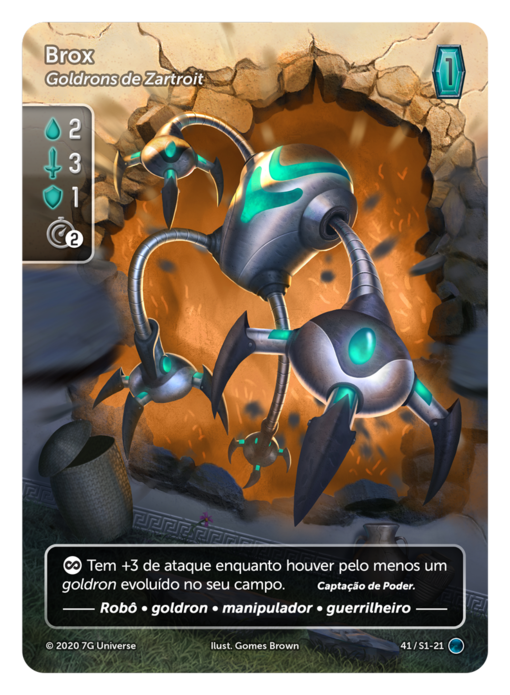 Brox
Goldrons de Zartroit
1
2
3
1
2
Tem +3 de ataque enquanto houver pelo menos um
goldron evoluído no seu campo. Captação de Poder.
Robô • goldron • manipulador • guerrilheiro
© 2020 7G Universe Ilust. Gomes Brown 41 / S1-21